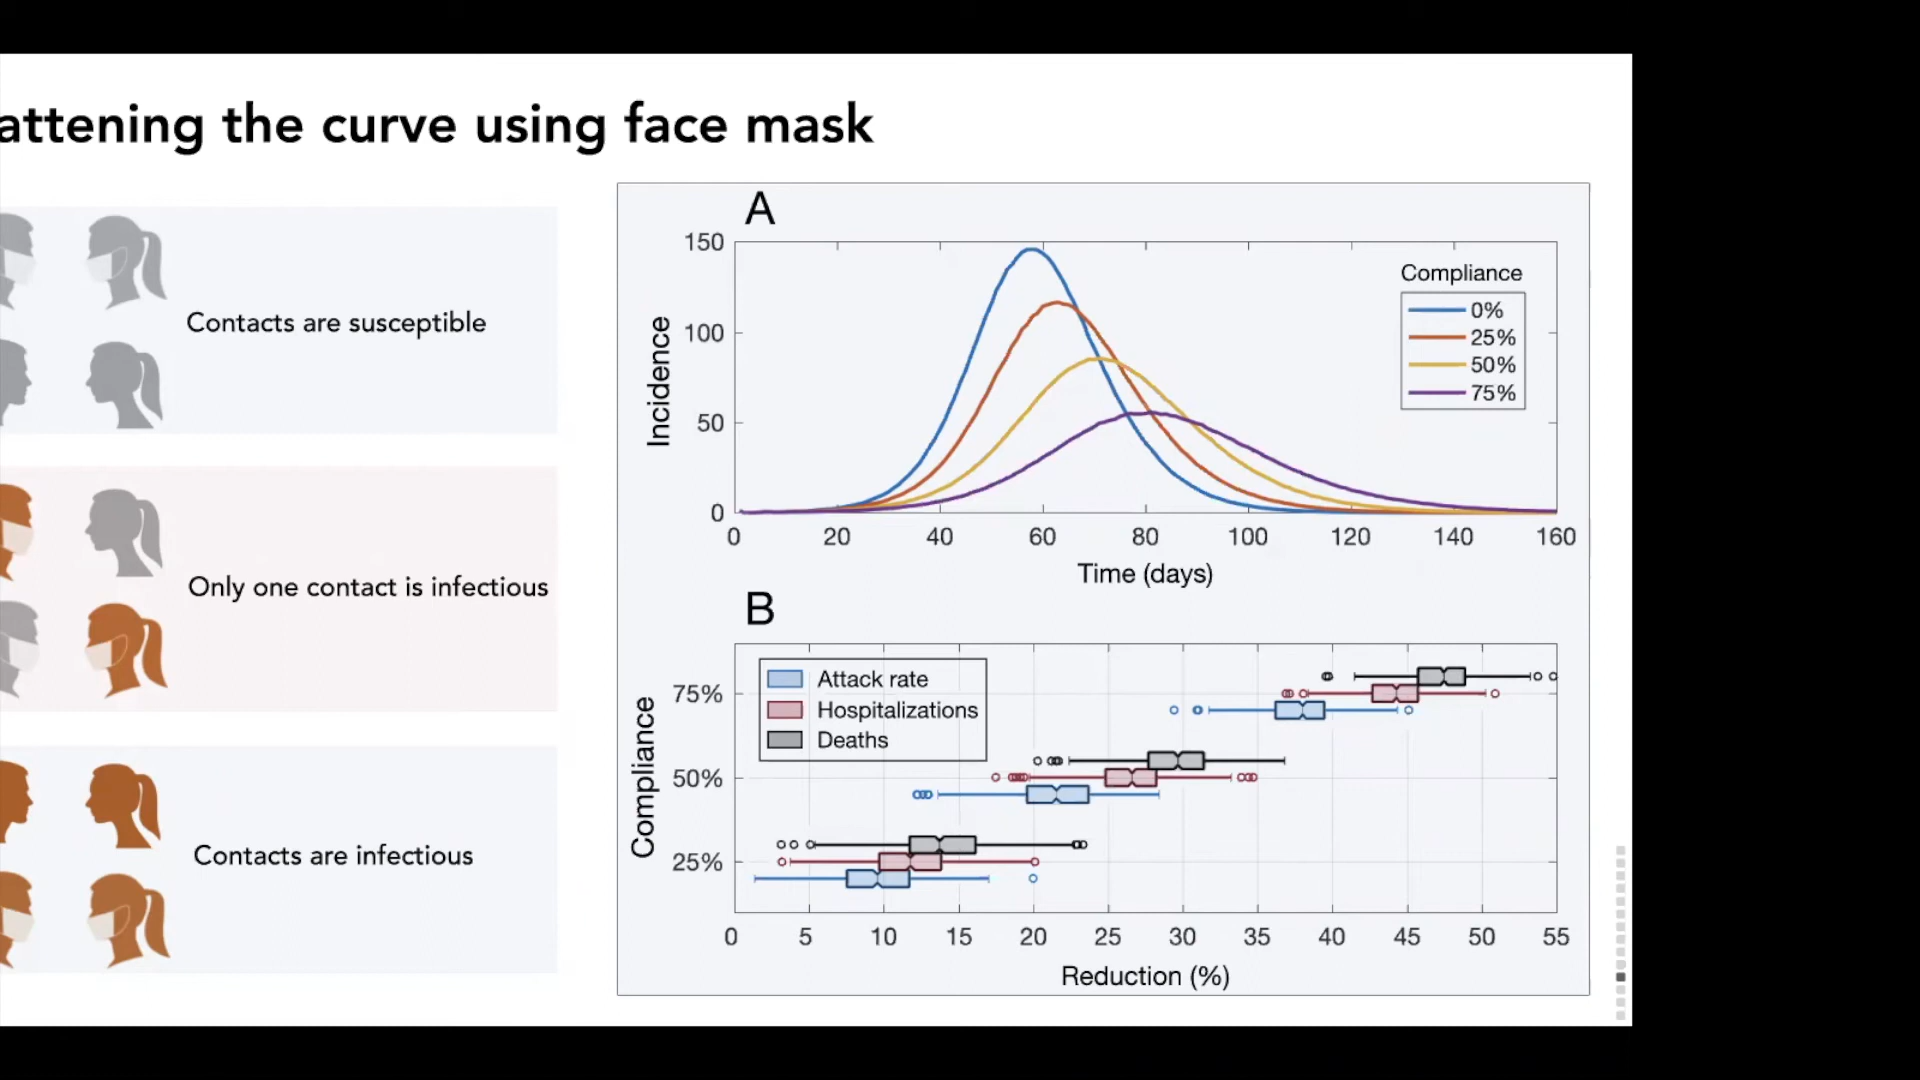 attening the curve using face mask
Contacts are susceptible
Only one contact is infectious
Contacts are infectious
A
150
100
50
0
Incidence
0 20 40 60 80 100 120 140 160
Time (days)
Compliance
0%
25%
50%
75%
B
Attack rate
Hospitalizations
Deaths
75%
50%
25%
Compliance
0 5 10 15 20 25 30 35 40 45 50 55
Reduction (%)